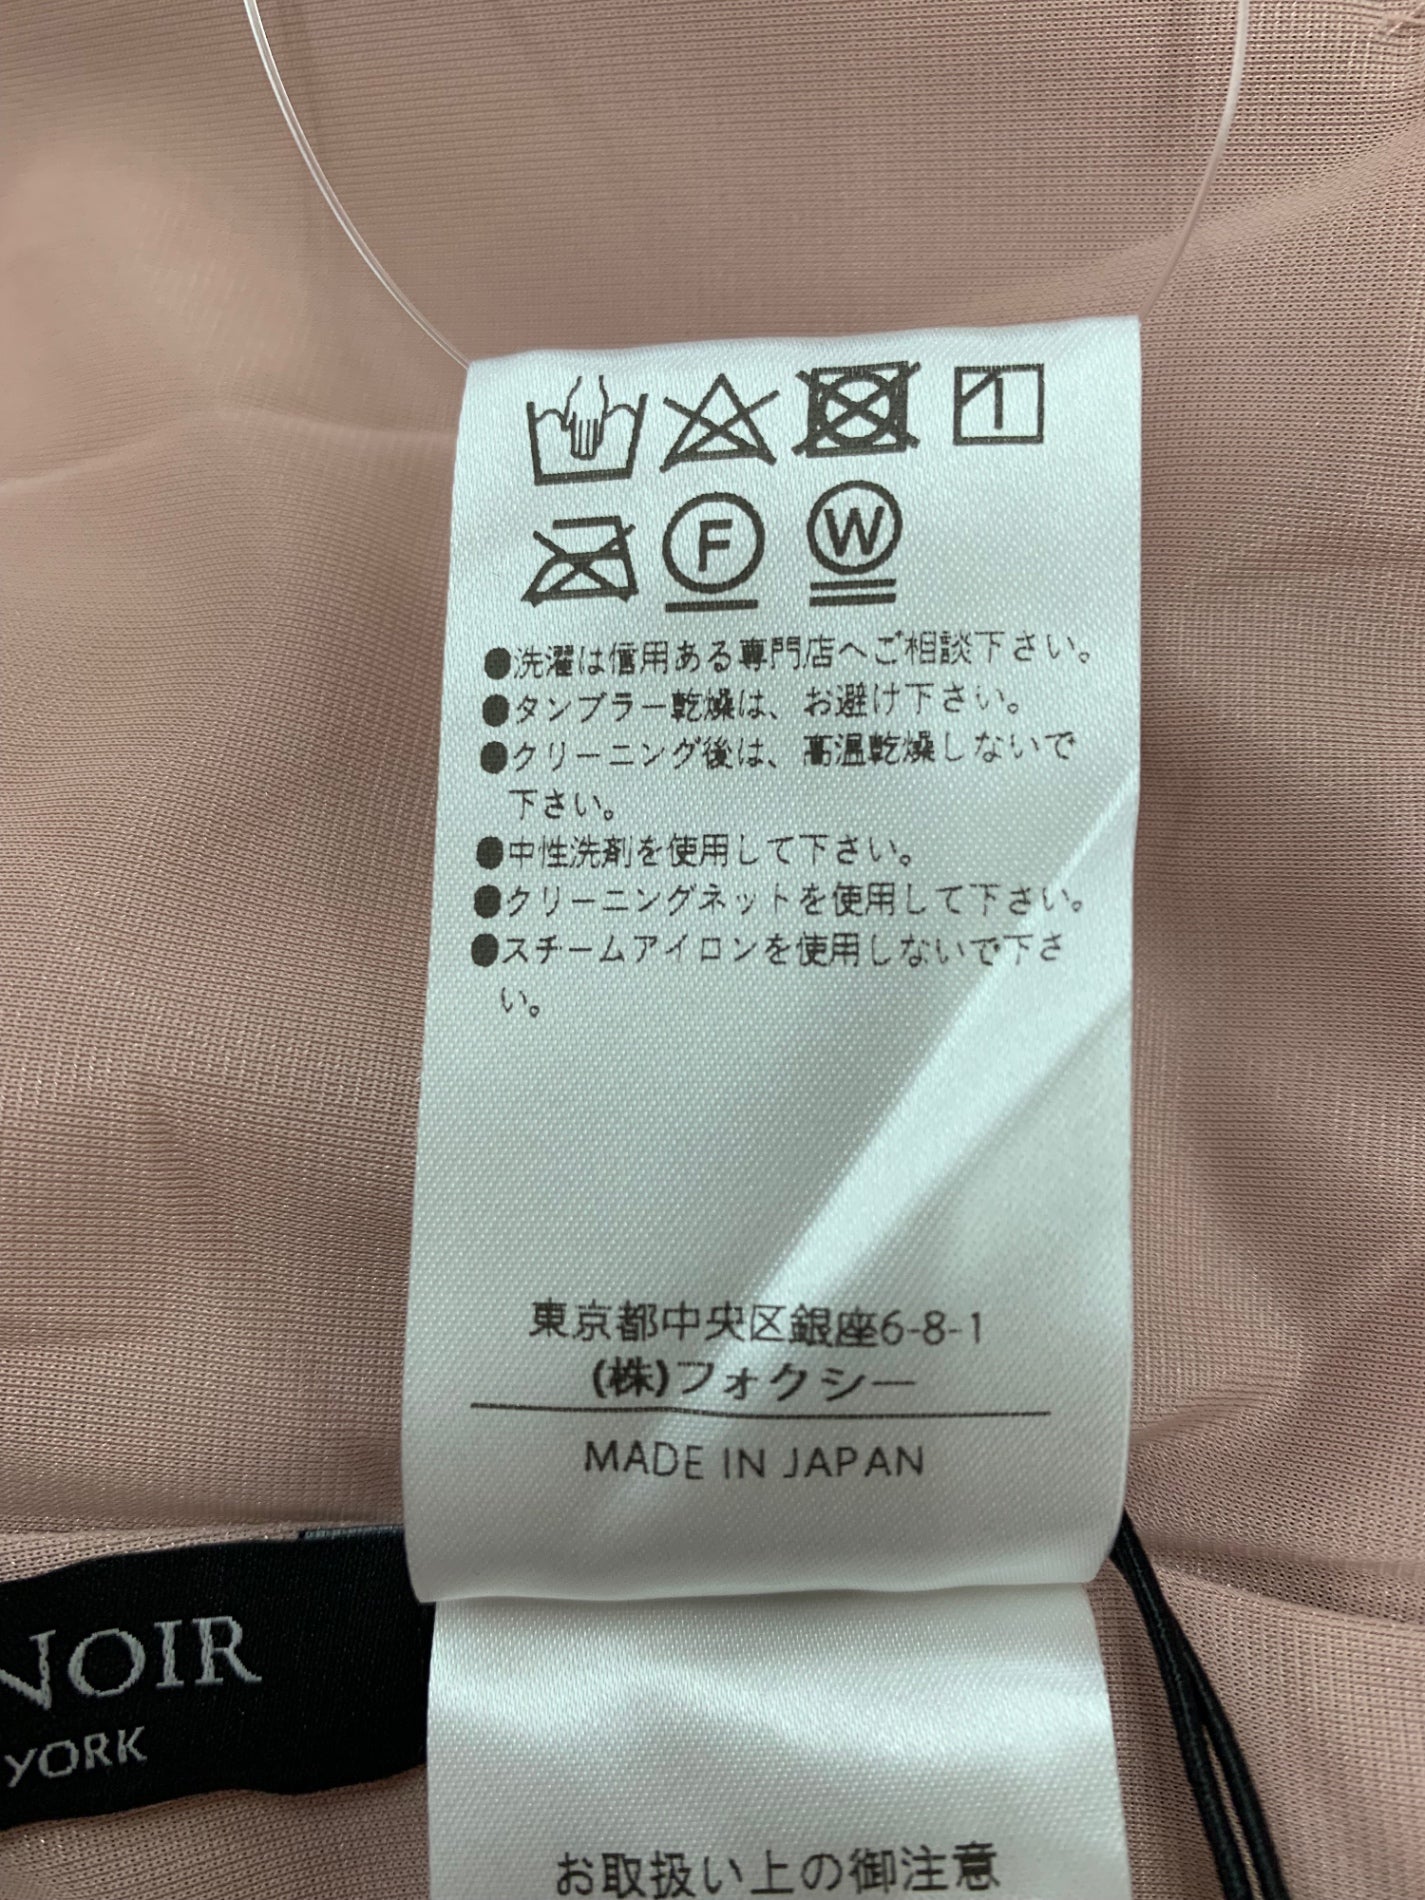 F W
●洗濯は信用ある専門店へご相談下さい。
●タンブラー乾燥は、お避け下さい。
●クリーニング後は、高温乾燥しないで
下さい。
●中性洗剤を使用して下さい。
●クリーニングネットを使用して下さい。
●スチームアイロンを使用しないで下さ
い。
東京都中央区銀座6-8-1
(株)フォクシー
MADE IN JAPAN
NOIR
YORK
お取扱い上の御注意